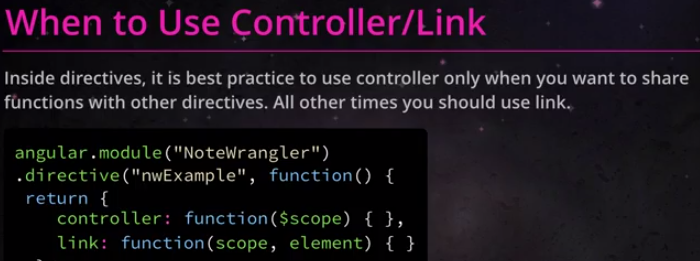 When to Use Controller/Link
Inside directives, it is best practice to use controller only when you want to share
functions with other directives. All other times you should use link.
angular.module("NoteWrangler")
.directive("nwExample", function() {
return {
controller: function($scope) { },
link: function(scope, element) { }